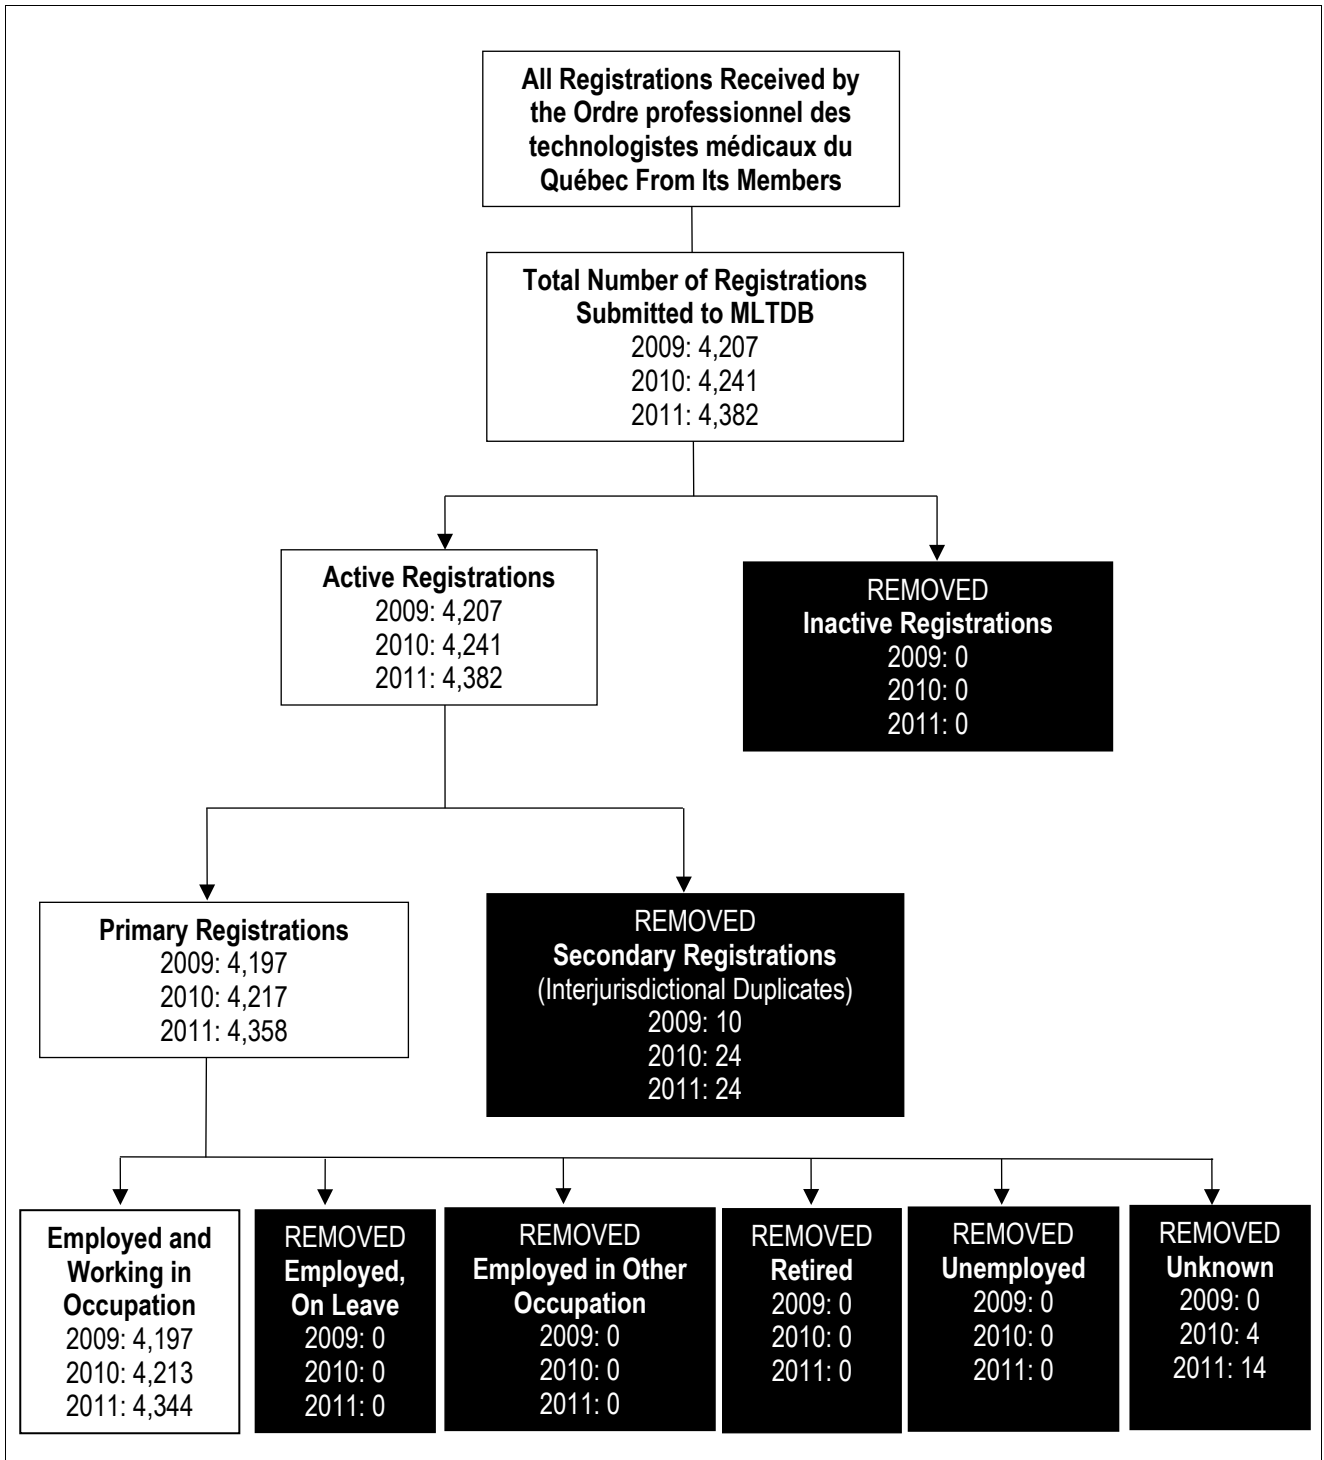 All Registrations Received by
the Ordre professionnel des
technologistes médicaux du
Québec From Its Members
Total Number of Registrations
Submitted to MLTDB
2009: 4,207
2010: 4,241
2011: 4,382
Active Registrations
2009: 4,207
2010: 4,241
2011: 4,382
REMOVED
Inactive Registrations
2009: 0
2010: 0
2011: 0
Primary Registrations
2009: 4,197
2010: 4,217
2011: 4,358
REMOVED
Secondary Registrations
(Interjurisdictional Duplicates)
2009: 10
2010: 24
2011: 24
Employed and
Working in
Occupation
2009: 4,197
2010: 4,213
2011: 4,344
REMOVED
Employed,
On Leave
2009: 0
2010: 0
2011: 0
REMOVED
Employed in Other
Occupation
2009: 0
2010: 0
2011: 0
REMOVED
Retired
2009: 0
2010: 0
2011: 0
REMOVED
Unemployed
2009: 0
2010: 0
2011: 0
REMOVED
Unknown
2009: 0
2010: 4
2011: 14